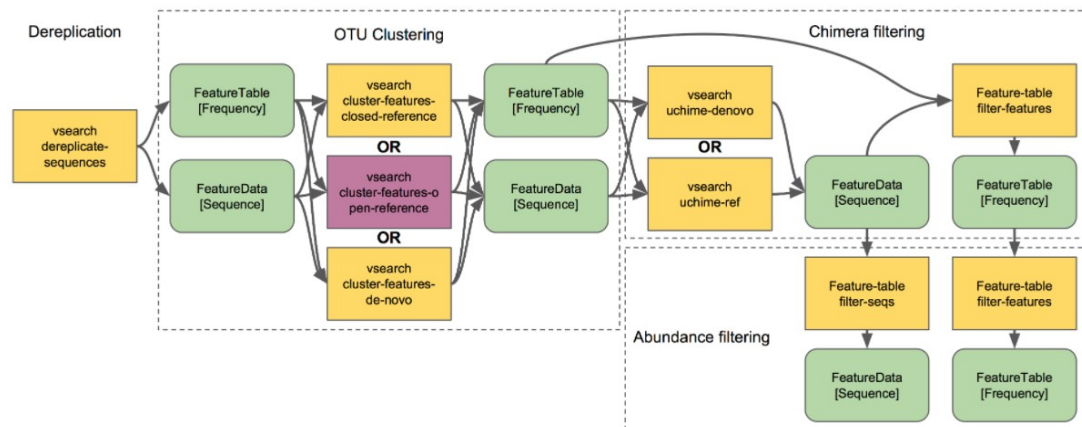 Dereplication
OTU Clustering
Chimera filtering
vsearch
dereplicate-
sequences
FeatureTable
[Frequency]
FeatureData
[Sequence]
vsearch
cluster-features-
closed-reference
OR
vsearch
cluster-features-o
pen-reference
OR
vsearch
cluster-features-
de-novo
FeatureTable
[Frequency]
FeatureData
[Sequence]
vsearch
uchime-denovo
OR
vsearch
uchime-ref
FeatureData
[Sequence]
Feature-table
filter-features
FeatureTable
[Frequency]
Abundance filtering
Feature-table
filter-seqs
FeatureData
[Sequence]
Feature-table
filter-features
FeatureTable
[Frequency]